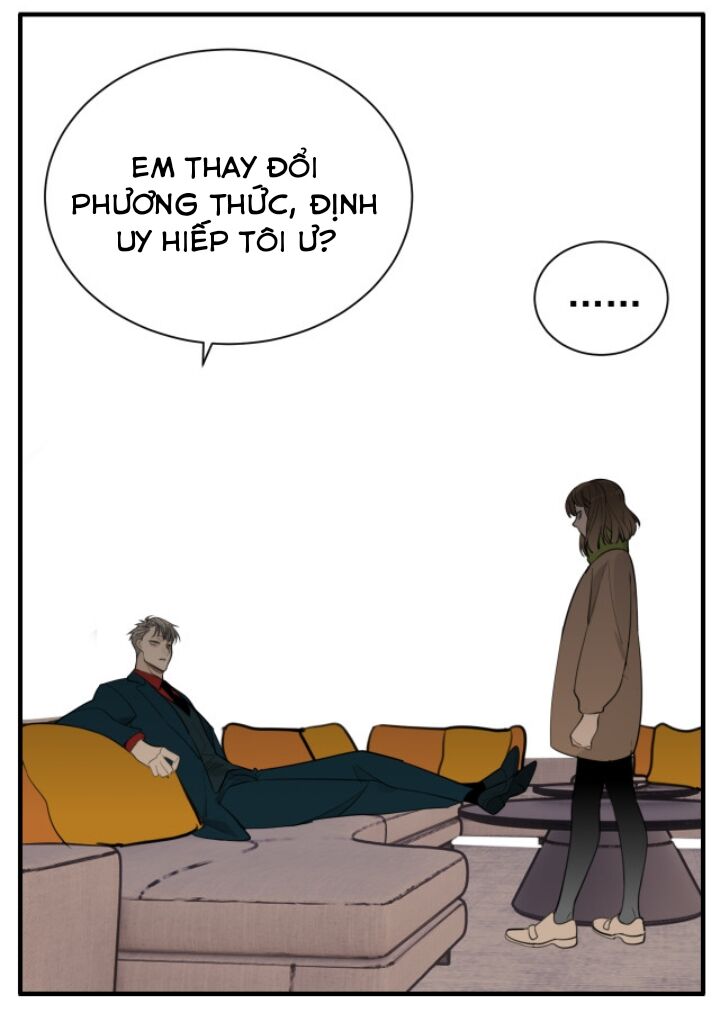 EM THAY ĐỔI
PHƯƠNG THỨC, ĐỊNH
UY HIẾP TÔI Ư?
......